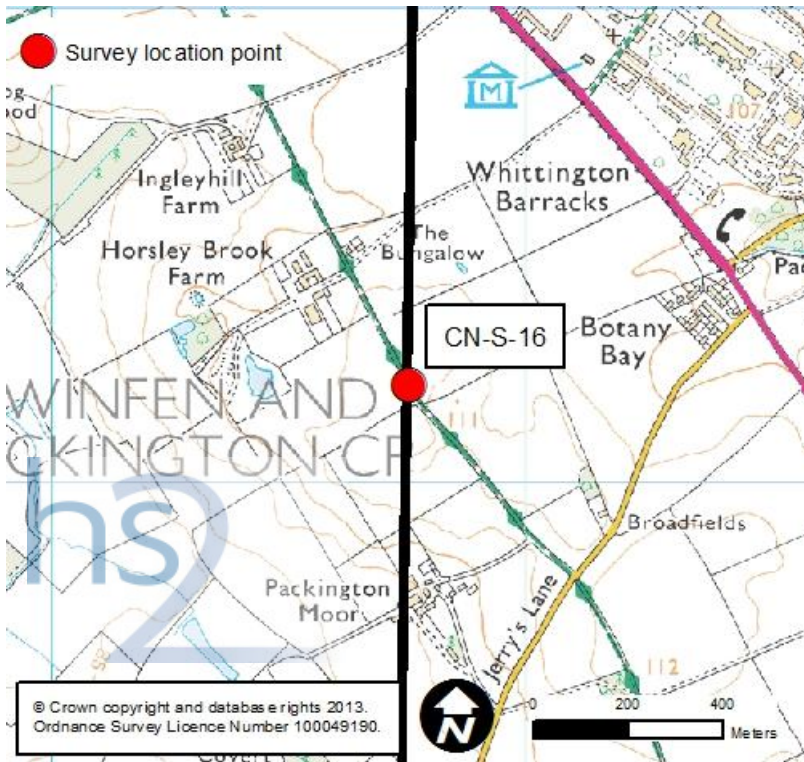 Survey location point
M
107
Ingleyhill
Farm
Whittington
Barracks
The
Bungalow
Horsley Brook
Farm
CN-S-16
Botany
Bay
WINFEN AND
CKINGTON CP
111
hs2
Broadfields
Packington
Moor
Jerry's Lane
85
112
© Crown copyright and database rights 2013.
Ordnance Survey Licence Number 100049190.
N
0 200 400
Meters